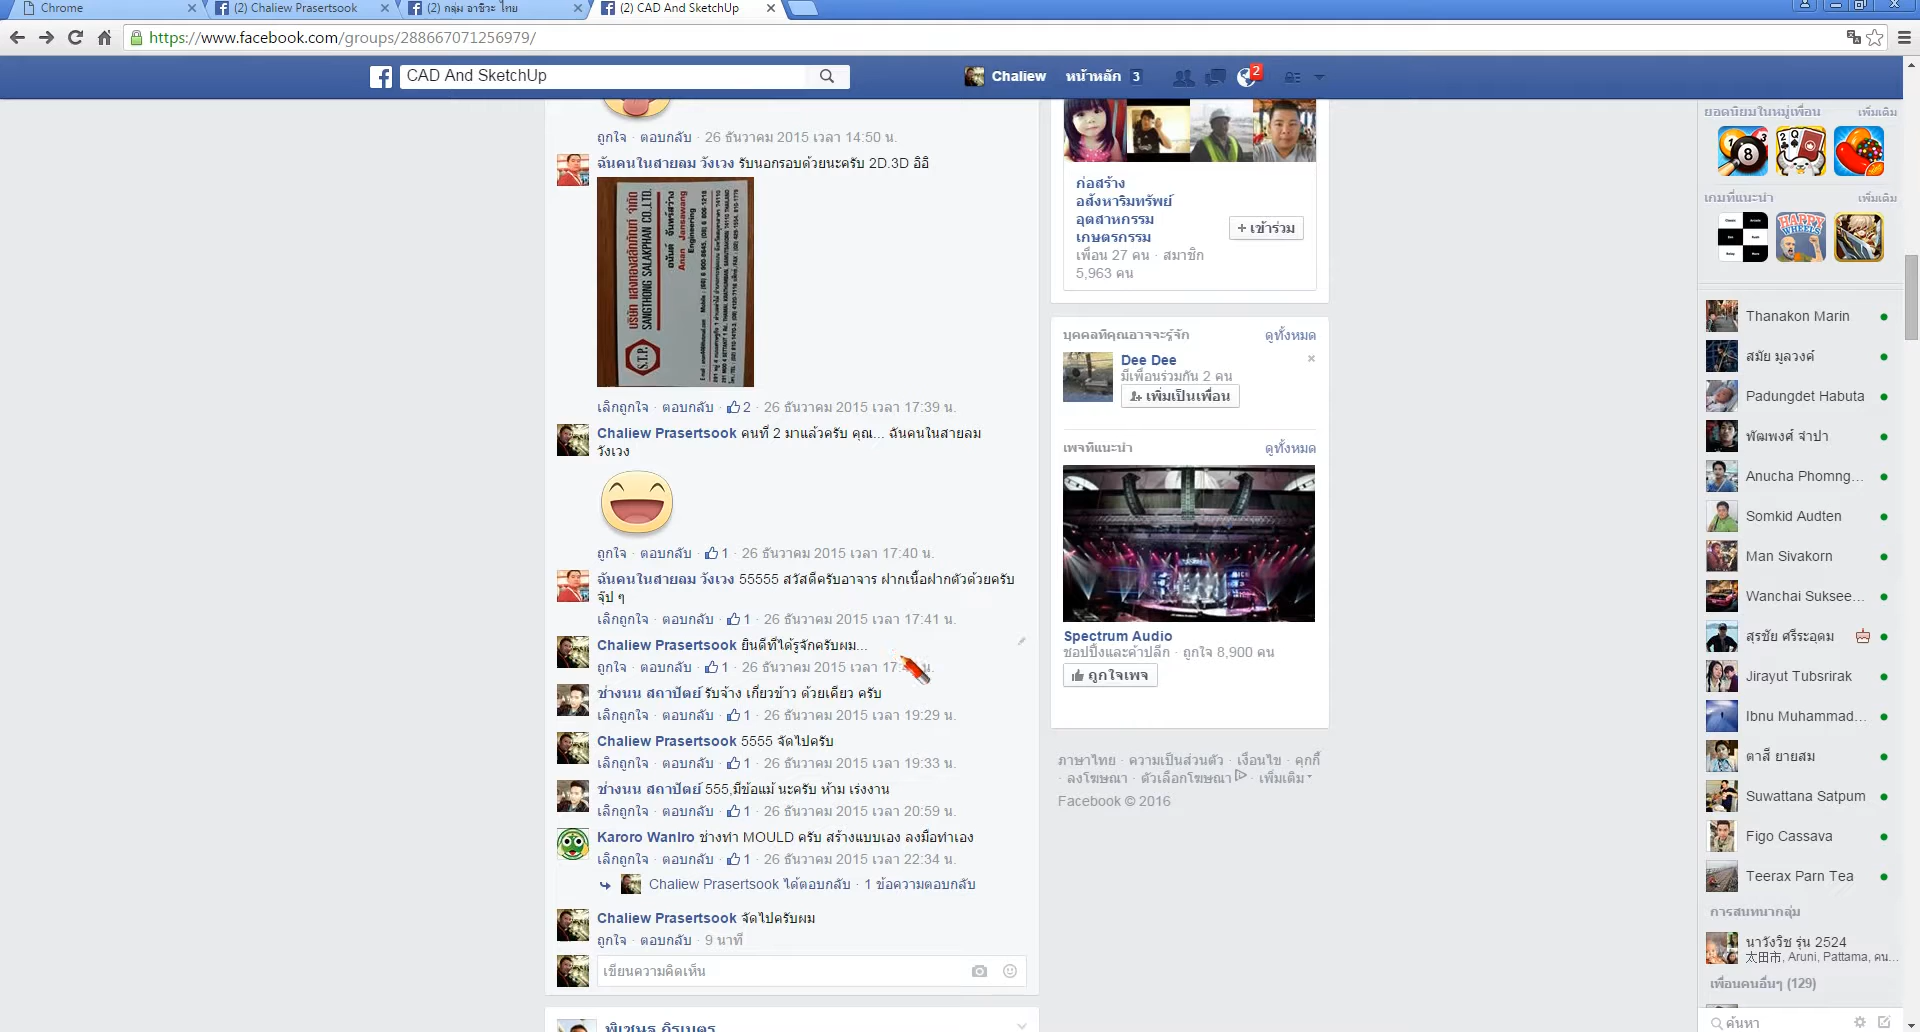 Chrome
(2) Chaliew Prasertsook
(2) กลุ่ม อาชีวะ ไทย
(2) CAD And SketchUp
https://www.facebook.com/groups/288667071256979/
CAD And SketchUp
Chaliew
หน้าหลัก 3
2
ถูกใจ · ตอบกลับ · 26 ธันวาคม 2015 เวลา 14:50 น.
ฉันคนในสายลม วังเวง รับนอกรอบด้วยนะครับ 2D.3D อิอิ
บริษัท แสงทองสลักภัณฑ์ จำกัด
SANGTHONG SALAKPHAN CO.,LTD.
อนันต์ จันทร์สว่าง
Anan Jansawang
Engineering
S.T.P.
เลิกถูกใจ · ตอบกลับ · 2 · 26 ธันวาคม 2015 เวลา 17:39 น.
Chaliew Prasertsook คนที่ 2 มาแล้วครับ คุณ... ฉันคนในสายลม
วังเวง
ถูกใจ · ตอบกลับ · 1 · 26 ธันวาคม 2015 เวลา 17:40 น.
ฉันคนในสายลม วังเวง 55555 สวัสดีครับอาจาร ฝากเนื้อฝากตัวด้วยครับ
จุ๊ป ๆ
เลิกถูกใจ · ตอบกลับ · 1 · 26 ธันวาคม 2015 เวลา 17:41 น.
Chaliew Prasertsook ยินดีที่ได้รู้จักครับผม...
ถูกใจ · ตอบกลับ · 1 · 26 ธันวาคม 2015 เวลา 17:4 น.
ช่างนน สถาปัตย์ รับจ้าง เกี่ยวข้าว ด้วยเคียว ครับ
เลิกถูกใจ · ตอบกลับ · 1 · 26 ธันวาคม 2015 เวลา 19:29 น.
Chaliew Prasertsook 5555 จัดไปครับ
เลิกถูกใจ · ตอบกลับ · 1 · 26 ธันวาคม 2015 เวลา 19:33 น.
ช่างนน สถาปัตย์ 555,มีข้อแม้ นะครับ ห้าม เร่งงาน
เลิกถูกใจ · ตอบกลับ · 1 · 26 ธันวาคม 2015 เวลา 20:59 น.
Karoro Wanlro ช่างทำ MOULD ครับ สร้างแบบเอง ลงมือทำเอง
เลิกถูกใจ · ตอบกลับ · 1 · 26 ธันวาคม 2015 เวลา 22:34 น.
Chaliew Prasertsook ได้ตอบกลับ · 1 ข้อความตอบกลับ
Chaliew Prasertsook จัดไปครับผม
ถูกใจ · ตอบกลับ · 9 นาที
เขียนความคิดเห็น
พิเชษฐ
ก่อสร้าง
อสังหาริมทรัพย์
อุตสาหกรรม
เกษตรกรรม
+ เข้าร่วม
เพื่อน 27 คน · สมาชิก
5,963 คน
บุคคลที่คุณอาจจะรู้จัก
ดูทั้งหมด
Dee Dee
มีเพื่อนร่วมกัน 2 คน
เพิ่มเป็นเพื่อน
เพจที่แนะนำ
ดูทั้งหมด
Spectrum Audio
ชอปปิ้งและค้าปลีก · ถูกใจ 8,900 คน
ถูกใจเพจ
ภาษาไทย · ความเป็นส่วนตัว · เงื่อนไข · คุกกี้
· ลงโฆษณา · ตัวเลือกโฆษณา · เพิ่มเติม
Facebook © 2016
ยอดนิยมในหมู่เพื่อน
เพิ่มเติม
เกมที่แนะนำ
เพิ่มเติม
HAPPY
WHEELS
Thanakon Marin
สมัย มูลวงค์
Padungdet Habuta
พัฒพงศ์ จำปา
Anucha Phomng...
Somkid Audten
Man Sivakorn
Wanchai Suksee...
สุรชัย ศรีระอุดม
Jirayut Tubsrirak
Ibnu Muhammad...
ตาสี ยายสม
Suwattana Satpum
Figo Cassava
Teerax Parn Tea
การสนทนากลุ่ม
นาวังวิช รุ่น 2524
太田市, Aruni, Pattama, คน...
เพื่อนคนอื่นๆ (129)
ค้นหา